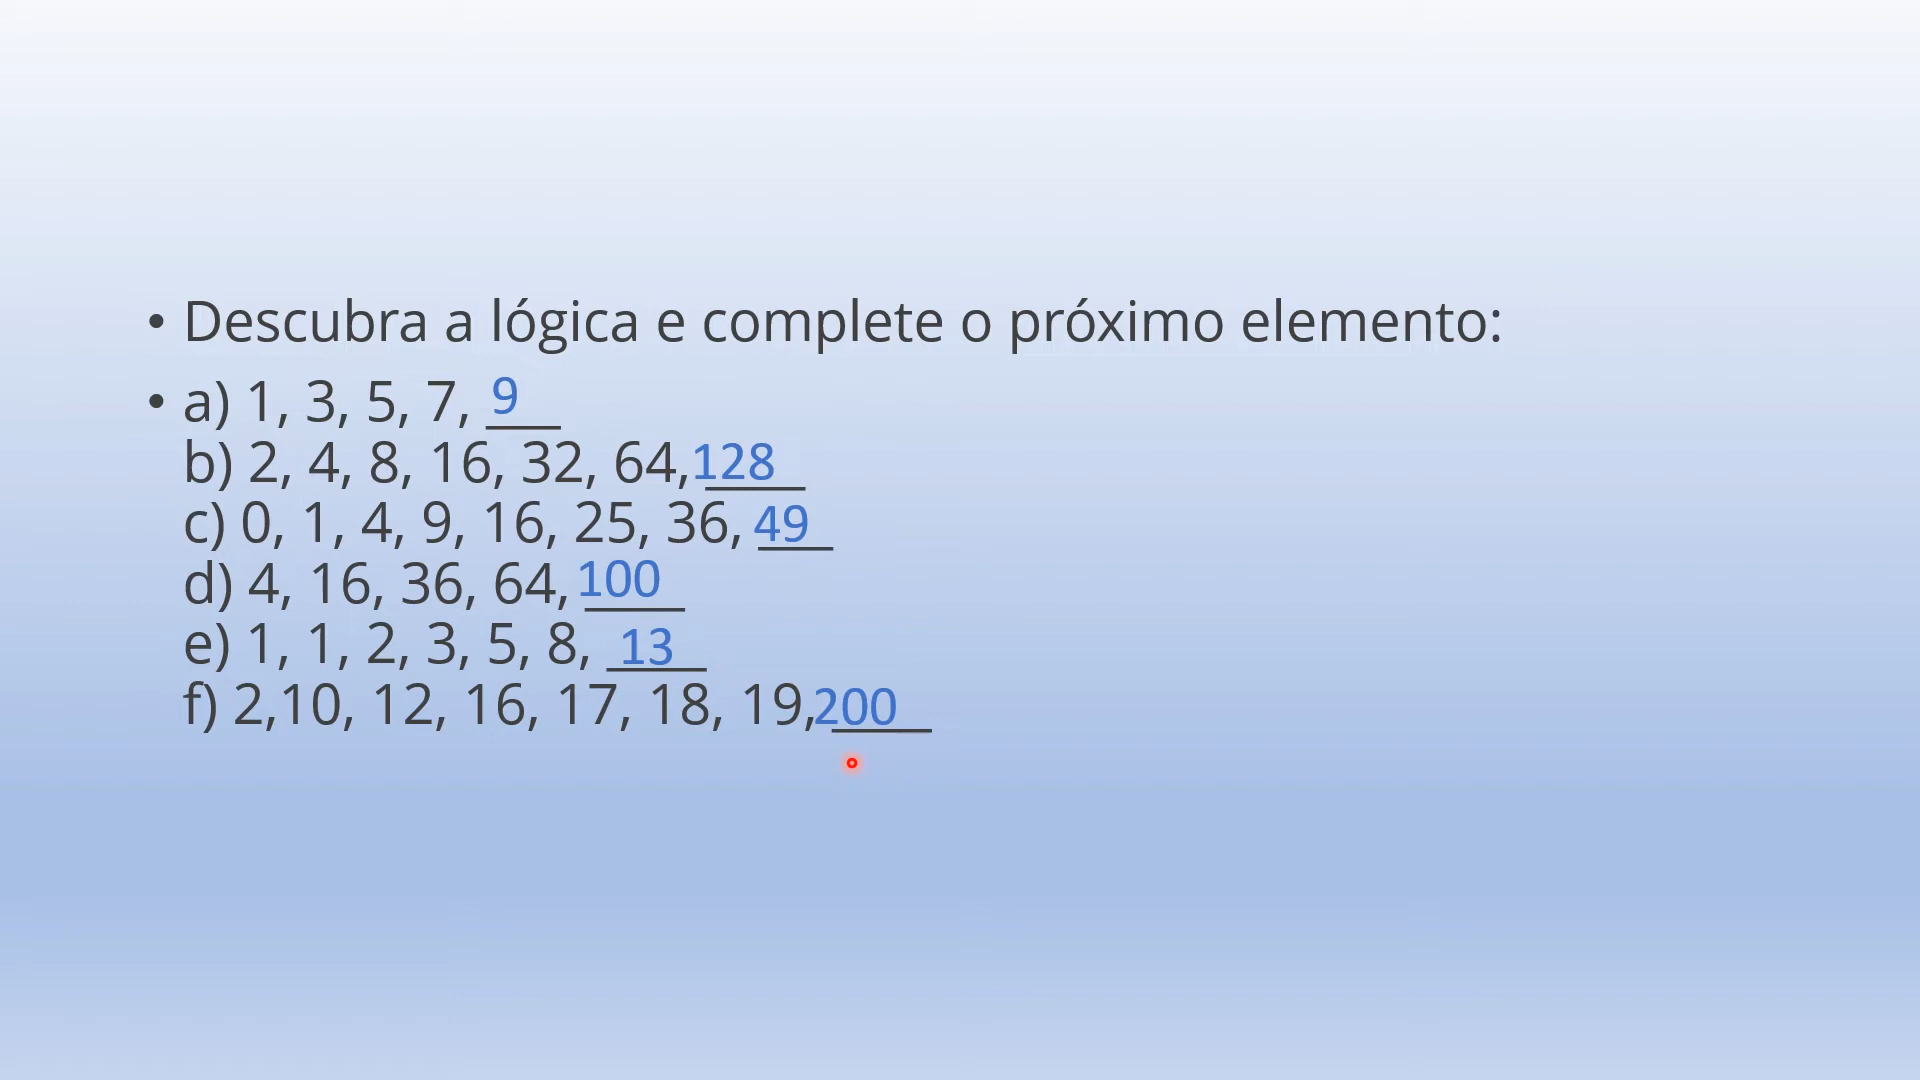 • Descubra a lógica e complete o próximo elemento:
• a) 1, 3, 5, 7, 9
b) 2, 4, 8, 16, 32, 64, 128
c) 0, 1, 4, 9, 16, 25, 36, 49
d) 4, 16, 36, 64, 100
e) 1, 1, 2, 3, 5, 8, 13
f) 2,10, 12, 16, 17, 18, 19, 200